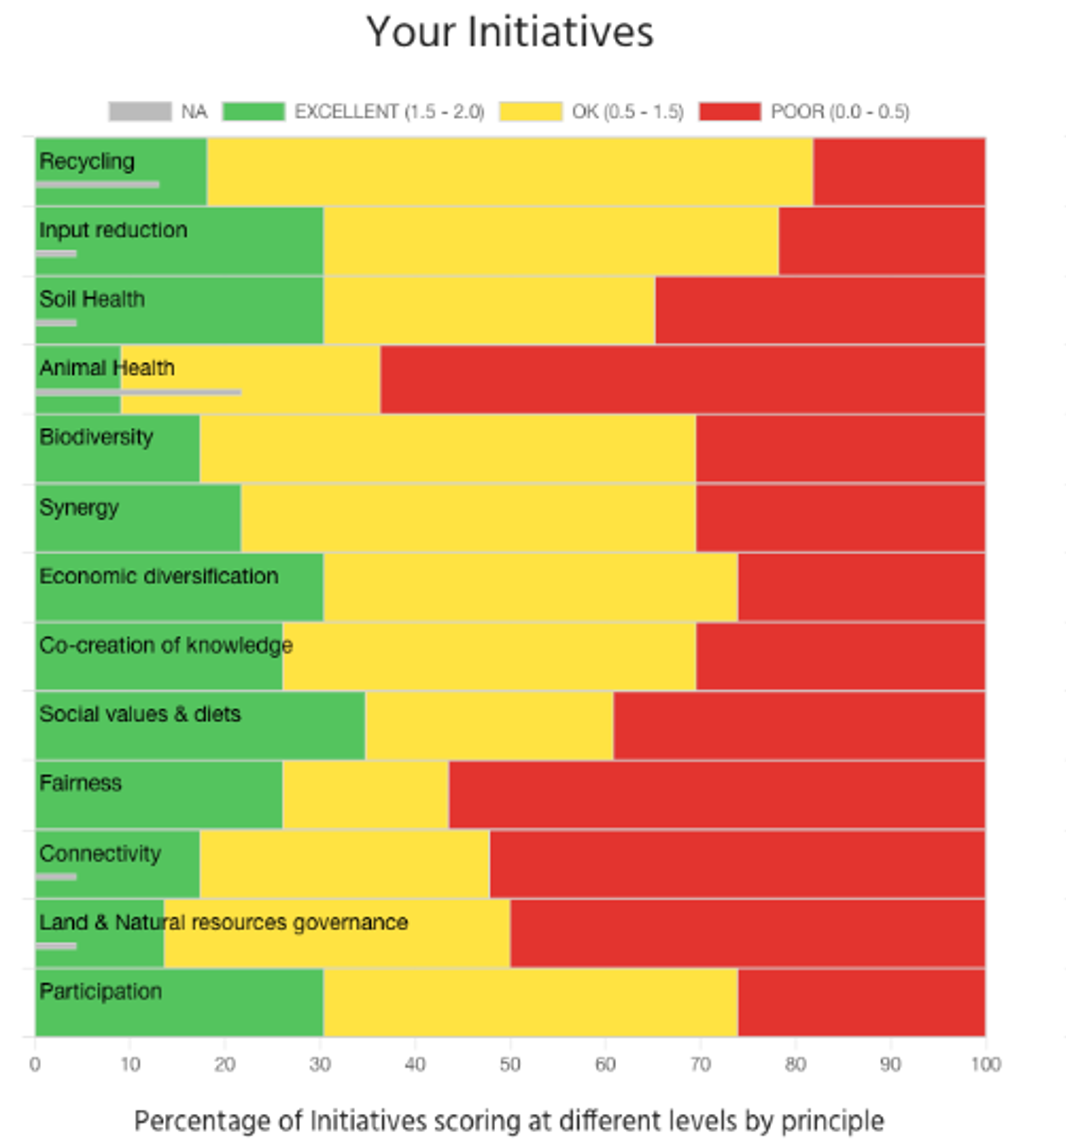 Your Initiatives
NA EXCELLENT (1.5 - 2.0) OK (0.5 - 1.5) POOR (0.0 - 0.5)
Recycling
Input reduction
Soil Health
Animal Health
Biodiversity
Synergy
Economic diversification
Co-creation of knowledge
Social values & diets
Fairness
Connectivity
Land & Natural resources governance
Participation
0 10 20 30 40 50 60 70 80 90 100
Percentage of Initiatives scoring at different levels by principle